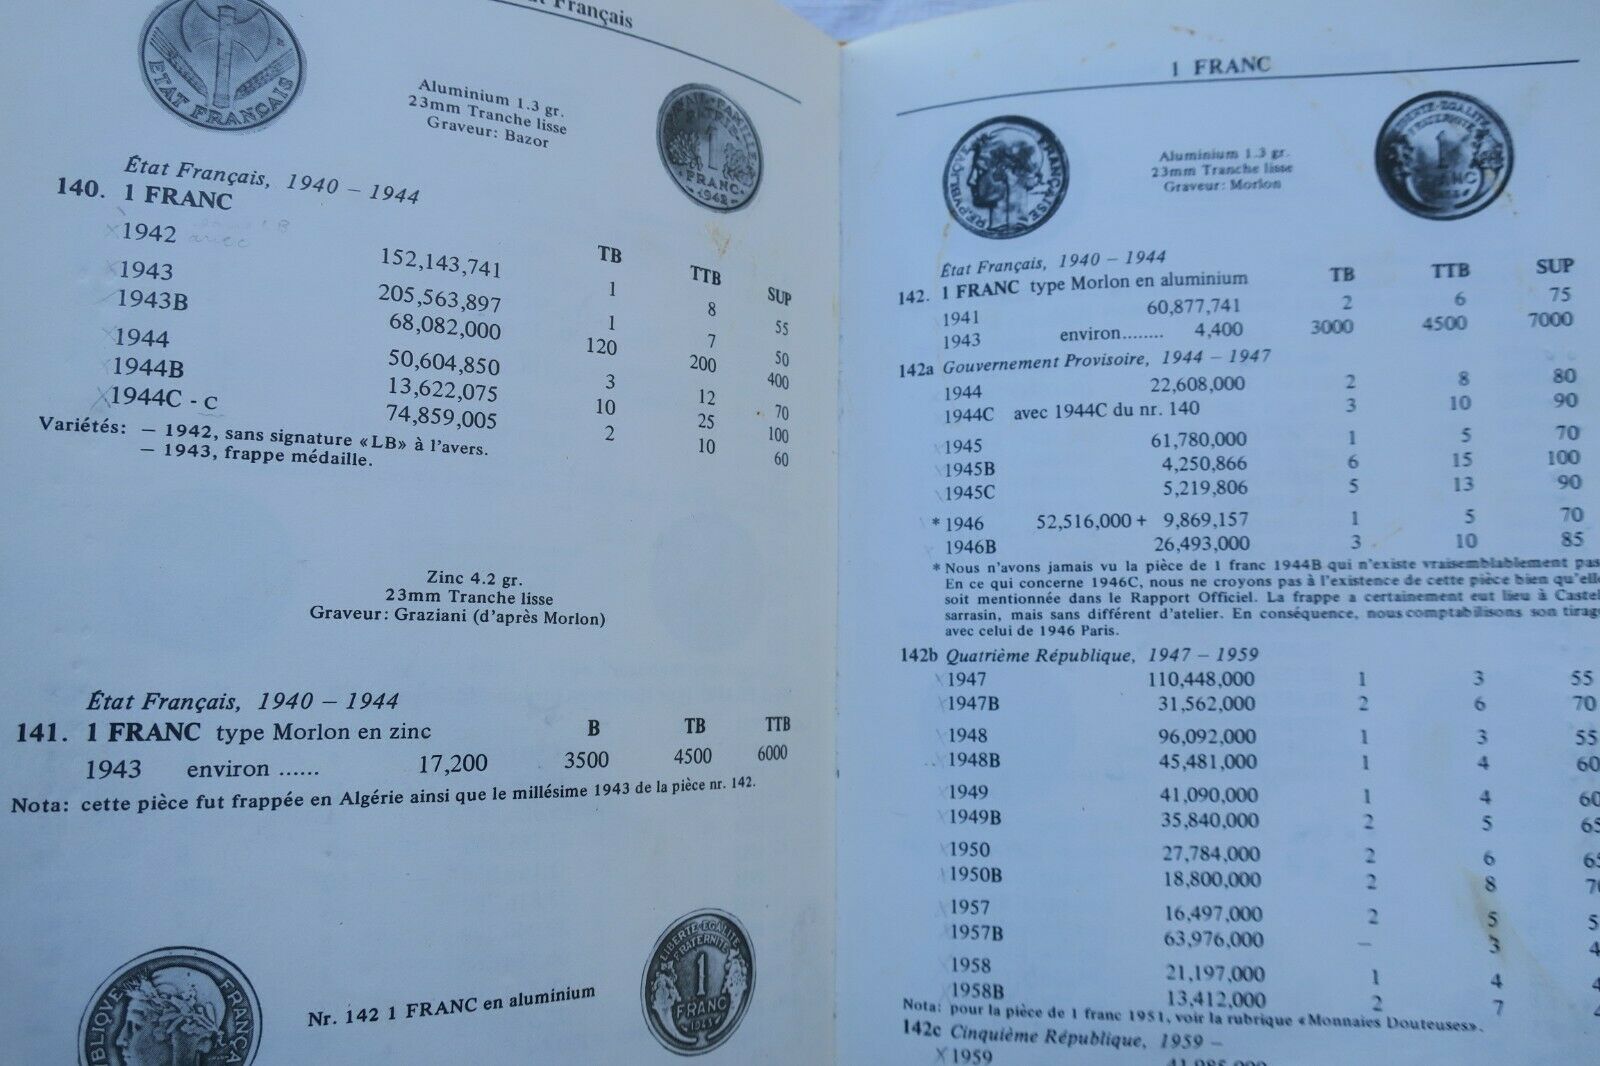 Français
ETAT FRANÇAIS
Aluminium 1.3 gr.
23mm Tranche lisse
Graveur: Bazor
1
FRANC
1942
État Français, 1940 – 1944
140. 1 FRANC
TB TTB SUP
1942 152,143,741 1 8 55
1943 205,563,897 1 7 50
1943B 68,082,000 120 200 400
1944 50,604,850 3 12 70
1944B 13,622,075 10 25 100
1944C - c 74,859,005 2 10 60
Variétés: – 1942, sans signature «LB» à l'avers.
– 1943, frappe médaille.
Zinc 4.2 gr.
23mm Tranche lisse
Graveur: Graziani (d'après Morlon)
État Français, 1940 – 1944
141. 1 FRANC type Morlon en zinc B TB TTB
1943 environ ...... 17,200 3500 4500 6000
Nota: cette pièce fut frappée en Algérie ainsi que le millésime 1943 de la pièce nr. 142.
Nr. 142 1 FRANC en aluminium
LIBERTE·EGALITE
FRATERNITE
1
FRANC
1 FRANC
REPVBLIQVE FRANÇAISE
Aluminium 1.3 gr.
23mm Tranche lisse
Graveur: Morlon
État Français, 1940 – 1944
142. 1 FRANC type Morlon en aluminium TB TTB SUP
1941 60,877,741 2 6 75
1943 environ........ 4,400 3000 4500 7000
142a Gouvernement Provisoire, 1944 – 1947
1944 22,608,000 2 8 80
1944C avec 1944C du nr. 140 3 10 90
1945 61,780,000 1 5 70
1945B 4,250,866 6 15 100
1945C 5,219,806 5 13 90
* 1946 52,516,000 + 9,869,157 1 5 70
1946B 26,493,000 3 10 85
* Nous n'avons jamais vu la pièce de 1 franc 1944B qui n'existe vraisemblablement pas
En ce qui concerne 1946C, nous ne croyons pas à l'existence de cette pièce bien qu'elle
soit mentionnée dans le Rapport Officiel. La frappe a certainement eut lieu à Castel
sarrasin, mais sans différent d'atelier. En conséquence, nous comptabilisons son tirage
avec celui de 1946 Paris.
142b Quatrième République, 1947 – 1959
1947 110,448,000 1 3 55
1947B 31,562,000 2 6 70
1948 96,092,000 1 3 55
1948B 45,481,000 1 4 60
1949 41,090,000 1 4 60
1949B 35,840,000 2 5 65
1950 27,784,000 2 6 65
1950B 18,800,000 2 8
1957 16,497,000 2 5
1957B 63,976,000 – 3
1958 21,197,000 1 4
1958B 13,412,000 2 7
Nota: pour la pièce de 1 franc 1951, voir la rubrique «Monnaies Douteuses».
142c Cinquième République, 1959 –
1959